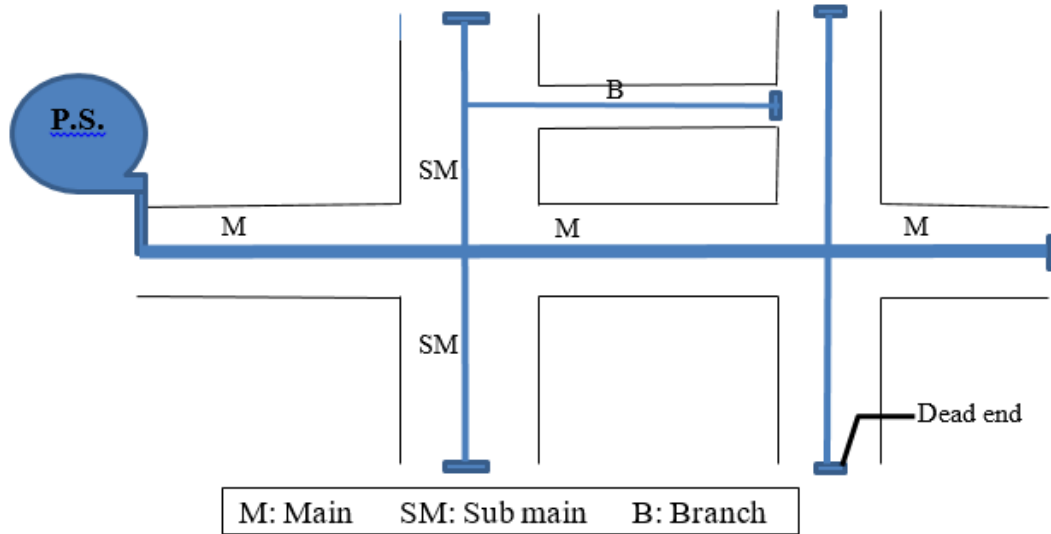 P.S.
B
SM
M M M
SM
Dead end
M: Main SM: Sub main B: Branch